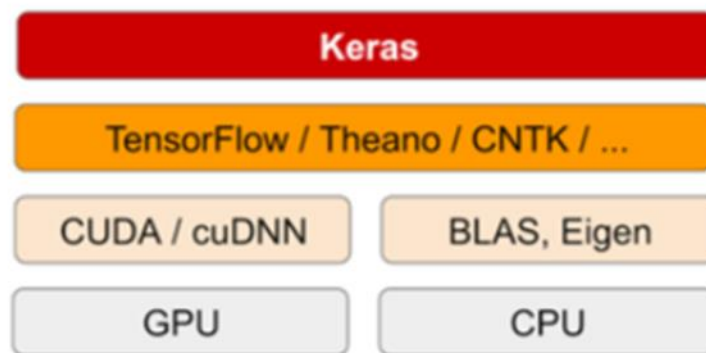 Keras
TensorFlow / Theano / CNTK / ...
CUDA / cuDNN
BLAS, Eigen
GPU
CPU